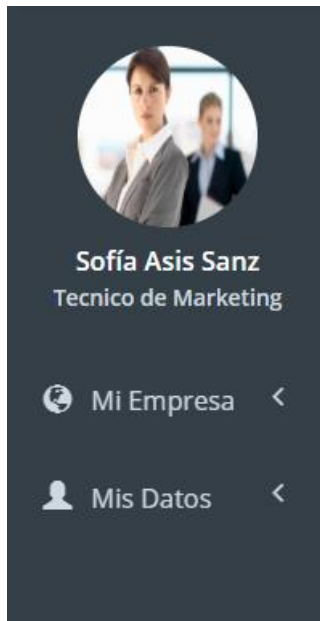 Sofía Asis Sanz
Tecnico de Marketing
Mi Empresa
Mis Datos